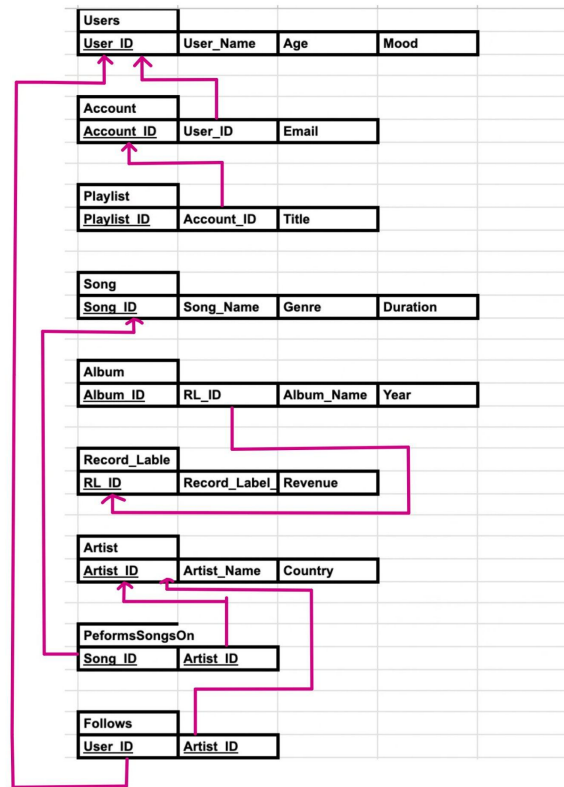 Users
User_ID User_Name Age Mood
Account
Account_ID User_ID Email
Playlist
Playlist_ID Account_ID Title
Song
Song_ID Song_Name Genre Duration
Album
Album_ID RL_ID Album_Name Year
Record_Lable
RL_ID Record_Label_ Revenue
Artist
Artist_ID Artist_Name Country
PeformsSongsOn
Song_ID Artist_ID
Follows
User_ID Artist_ID